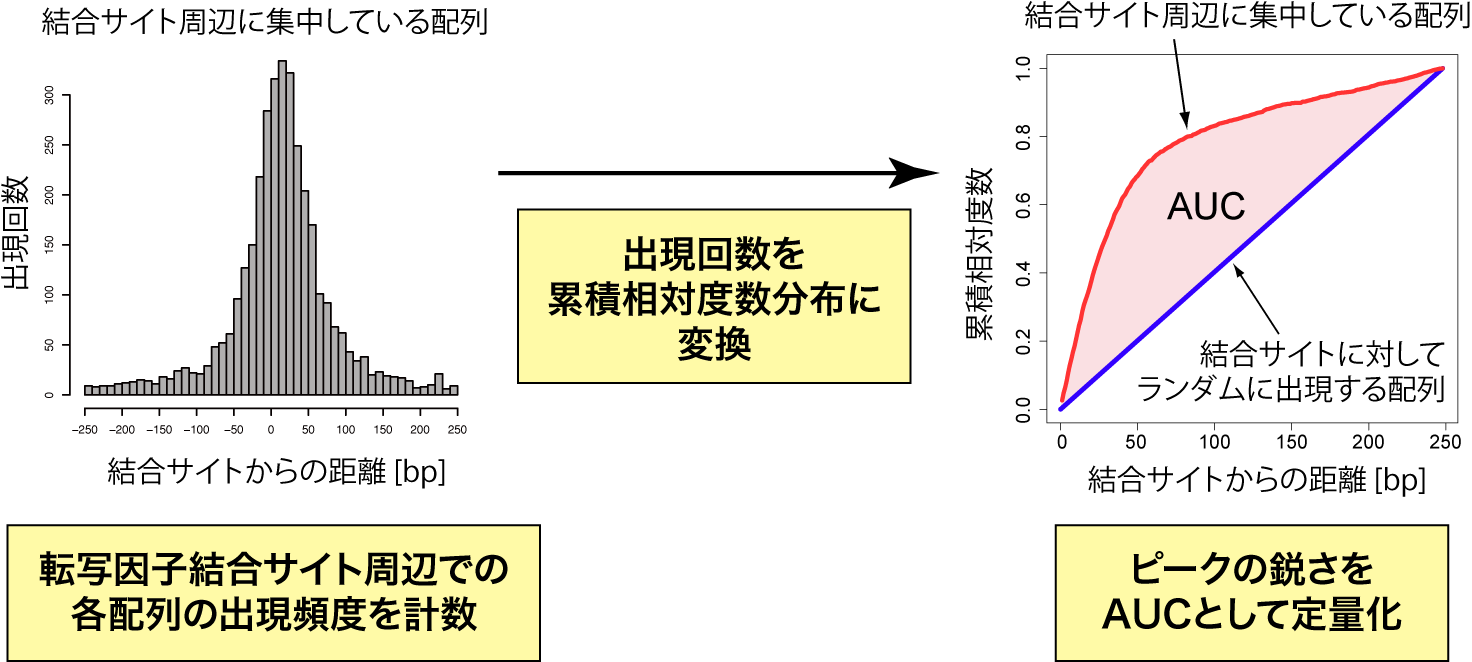 結合サイト周辺に集中している配列
出現回数
0
50
100
150
200
250
300
-250 -200 -150 -100 -50 0 50 100 150 200 250
結合サイトからの距離 [bp]
転写因子結合サイト周辺での
各配列の出現頻度を計数
出現回数を
累積相対度数分布に
変換
結合サイト周辺に集中している配列
累積相対度数
0.0
0.2
0.4
0.6
0.8
1.0
AUC
結合サイトに対して
ランダムに出現する配列
0 50 100 150 200 250
結合サイトからの距離 [bp]
ピークの鋭さを
AUCとして定量化